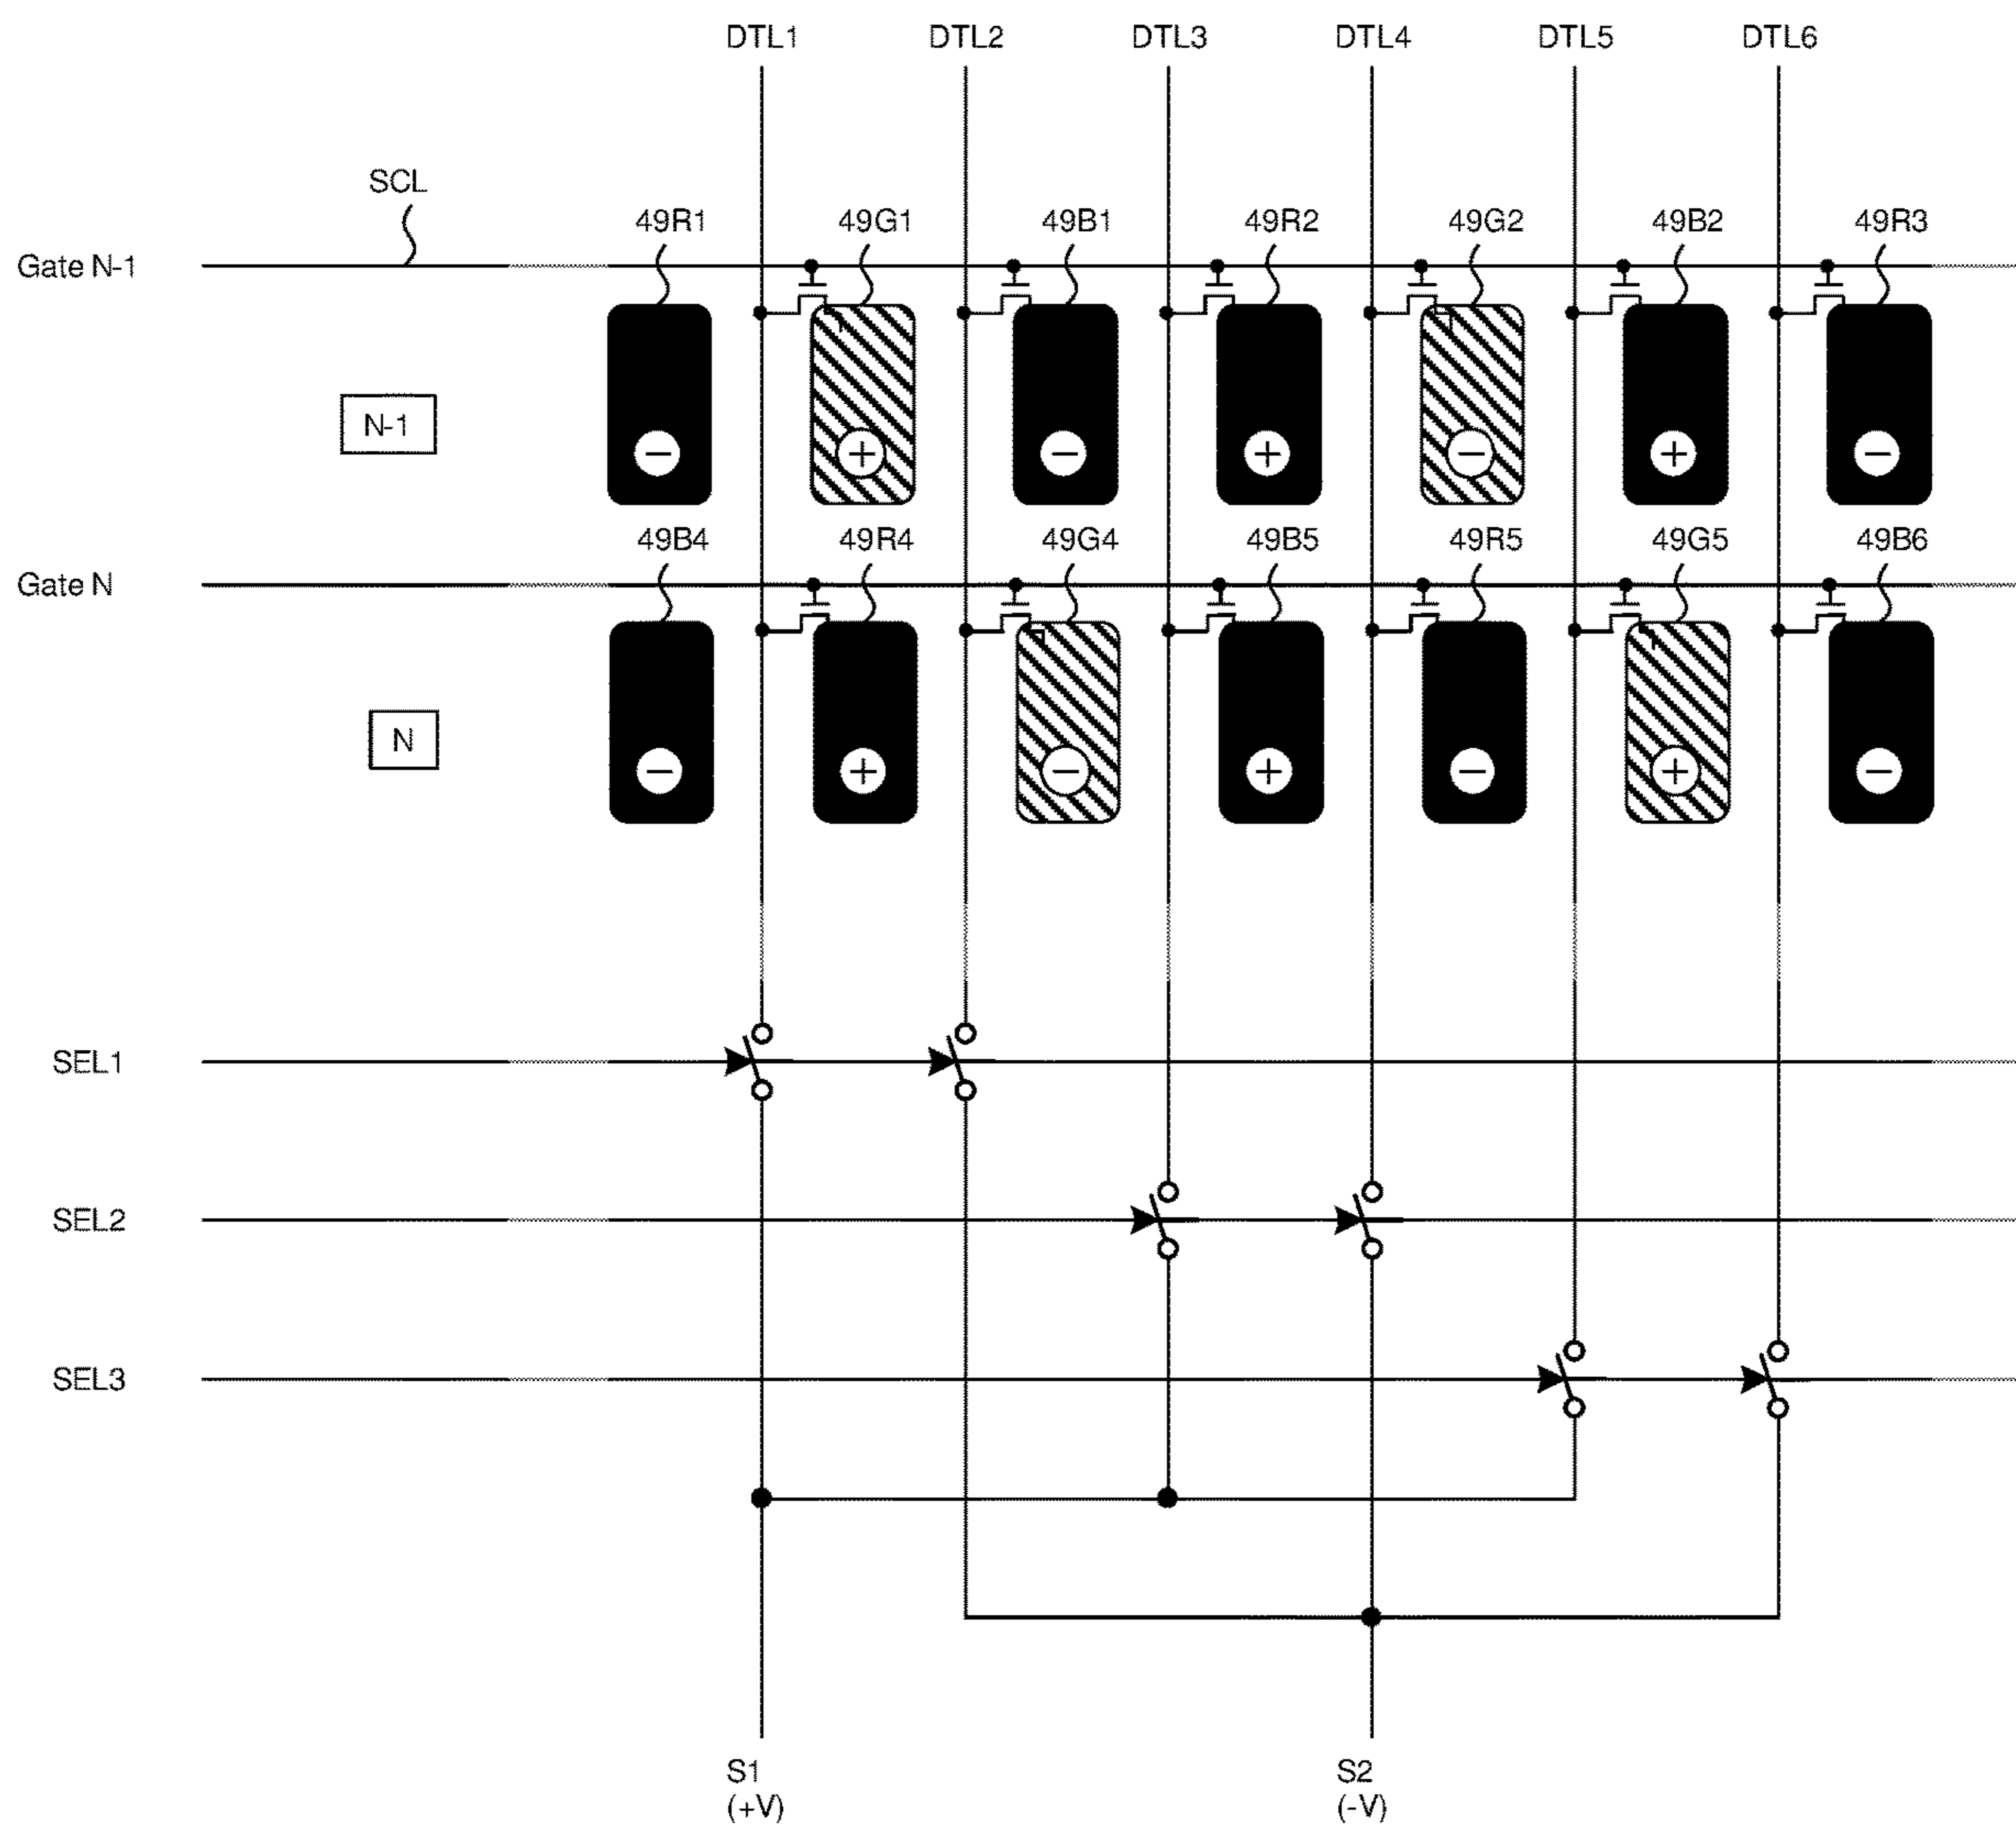 DTL1 DTL2 DTL3 DTL4 DTL5 DTL6
SCL
49R1 49G1 49B1 49R2 49G2 49B2 49R3
Gate N-1
N-1
− + − + − + −
49B4 49R4 49G4 49B5 49R5 49G5 49B6
Gate N
N
− + − + − + −
SEL1
SEL2
SEL3
S1 S2
(+V) (-V)